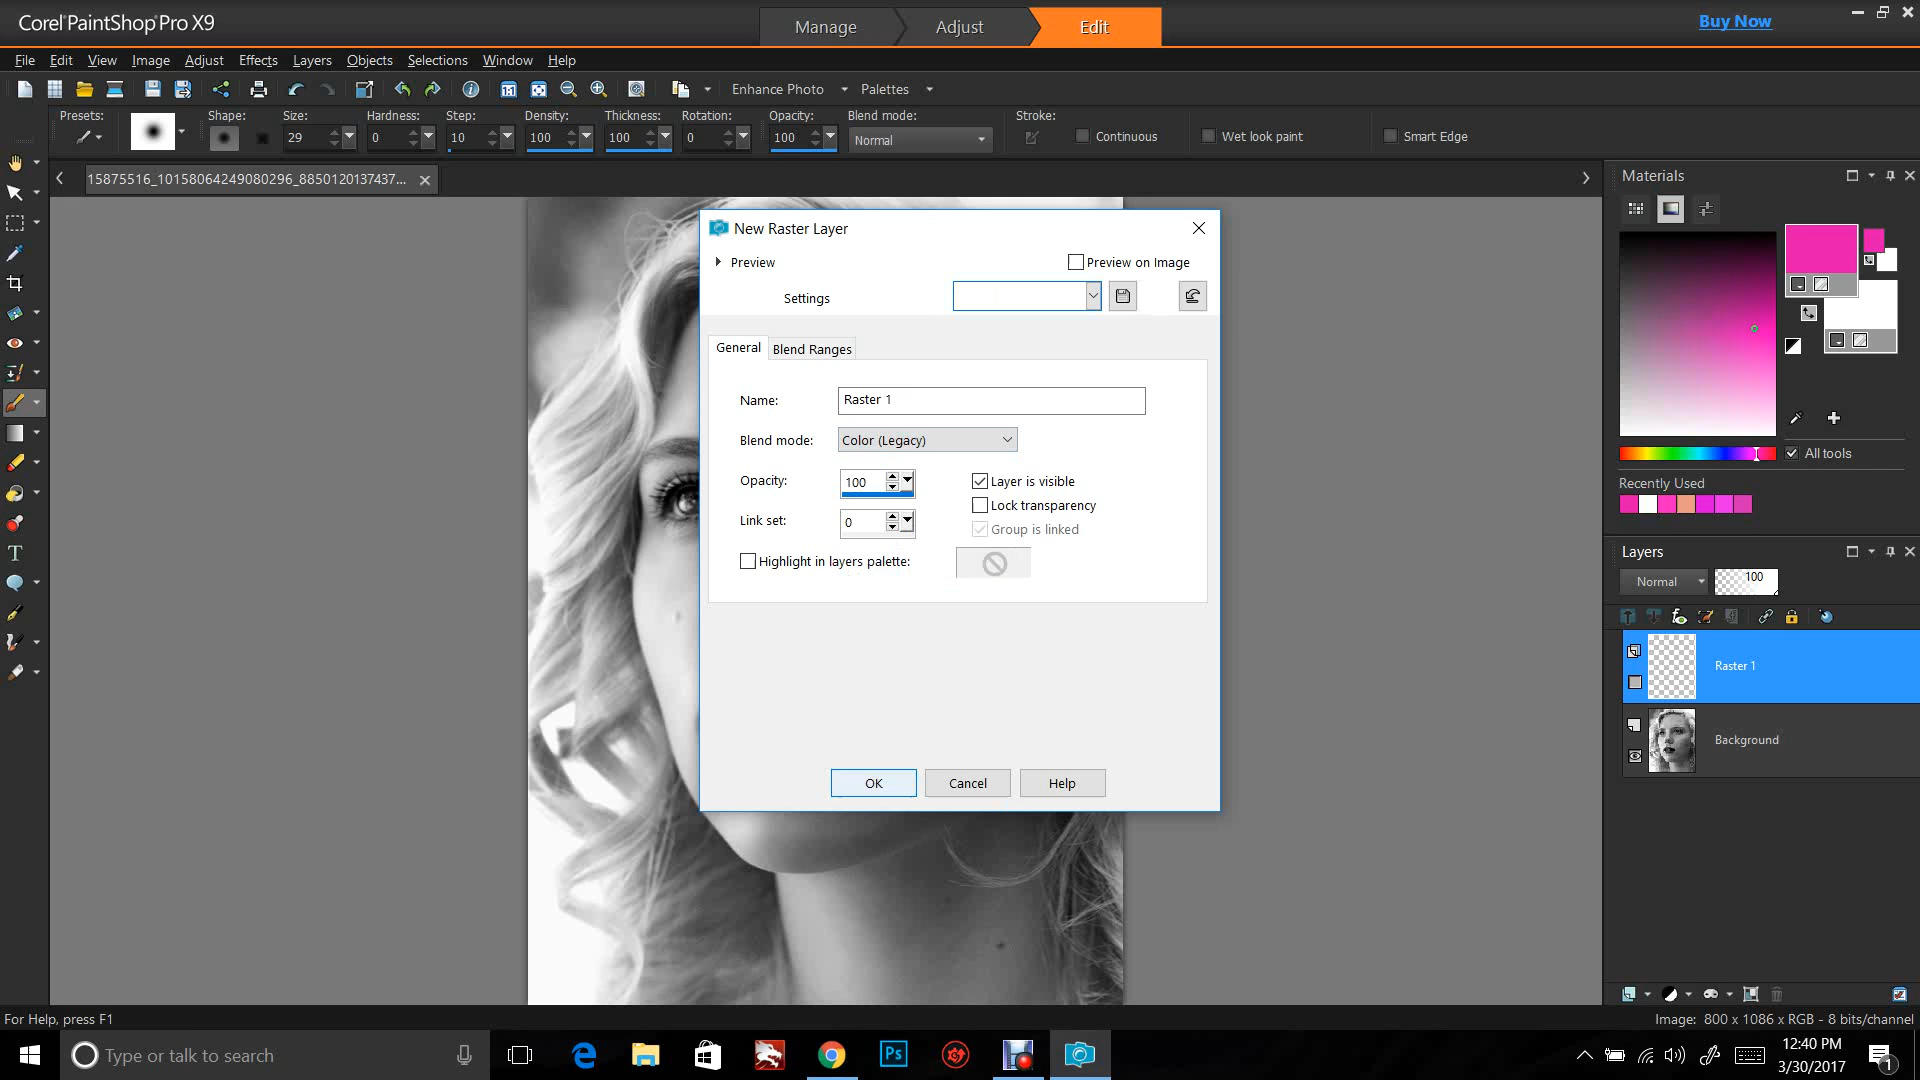 Corel PaintShop Pro X9
Manage
Adjust
Edit
Buy Now
File Edit View Image Adjust Effects Layers Objects Selections Window Help
1:1
Enhance Photo
Palettes
Presets:
Shape:
Size:
Hardness:
Step:
Density:
Thickness:
Rotation:
Opacity:
Blend mode:
Stroke:
29
0
10
100
100
0
100
Normal
Continuous
Wet look paint
Smart Edge
15875516_10158064249080296_885012013743​7...
Materials
New Raster Layer
Preview
Preview on Image
Settings
General
Blend Ranges
Name:
Raster 1
Blend mode:
Color (Legacy)
Opacity:
100
Layer is visible
Lock transparency
Link set:
0
Group is linked
Highlight in layers palette:
OK
Cancel
Help
All tools
Recently Used
Layers
Normal
100
Raster 1
Background
For Help, press F1
Image: 800 x 1086 x RGB - 8 bits/channel
Type or talk to search
Ps
12:40 PM
3/30/2017
1